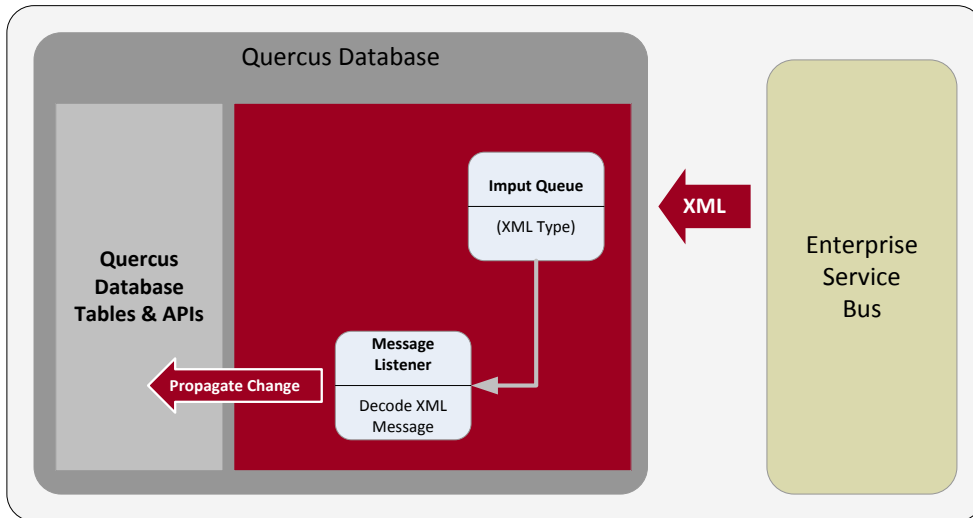 Quercus Database
Imput Queue
(XML Type)
XML
Enterprise
Service
Bus
Quercus
Database
Tables & APIs
Message
Listener
Decode XML
Message
Propagate Change